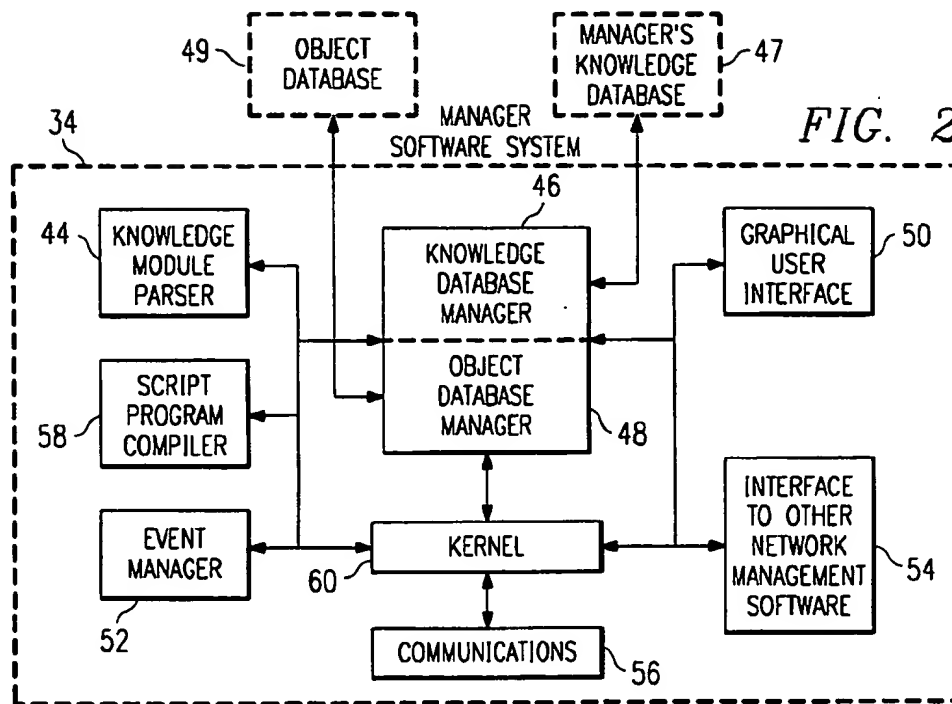 49
OBJECT
DATABASE
MANAGER'S
KNOWLEDGE
DATABASE
47
FIG. 2
34
MANAGER
SOFTWARE SYSTEM
46
44
KNOWLEDGE
MODULE
PARSER
KNOWLEDGE
DATABASE
MANAGER
GRAPHICAL
USER
INTERFACE
50
58
SCRIPT
PROGRAM
COMPILER
OBJECT
DATABASE
MANAGER
48
EVENT
MANAGER
52
KERNEL
60
INTERFACE
TO OTHER
NETWORK
MANAGEMENT
SOFTWARE
54
COMMUNICATIONS
56